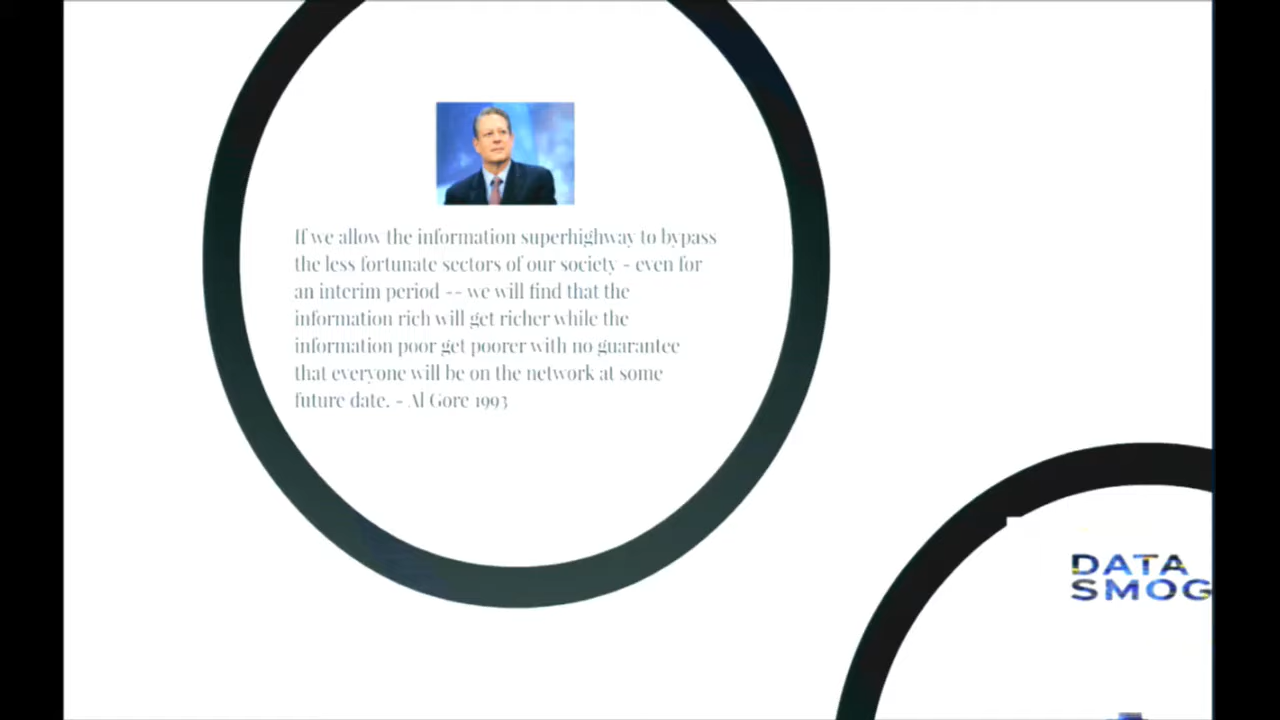 If we allow the information superhighway to bypass
the less fortunate sectors of our society - even for
an interim period -- we will find that the
information rich will get richer while the
information poor get poorer with no guarantee
that everyone will be on the network at some
future date. - Al Gore 1993
DATA
SMOG